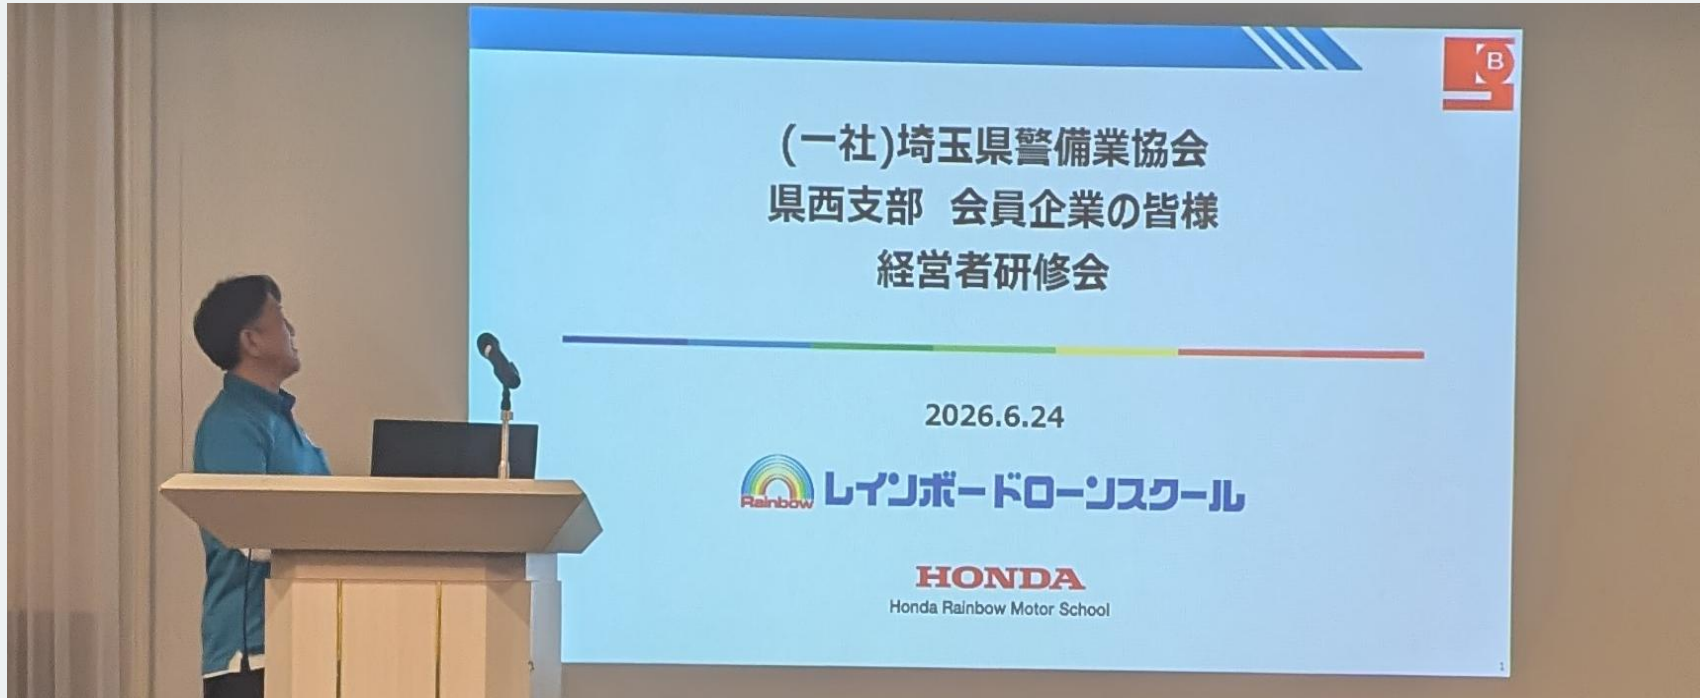 B
(一社)埼玉県警備業協会
県西支部 会員企業の皆様
経営者研修会
2026.6.24
Rainbow レインボードローンスクール
HONDA
Honda Rainbow Motor School
1